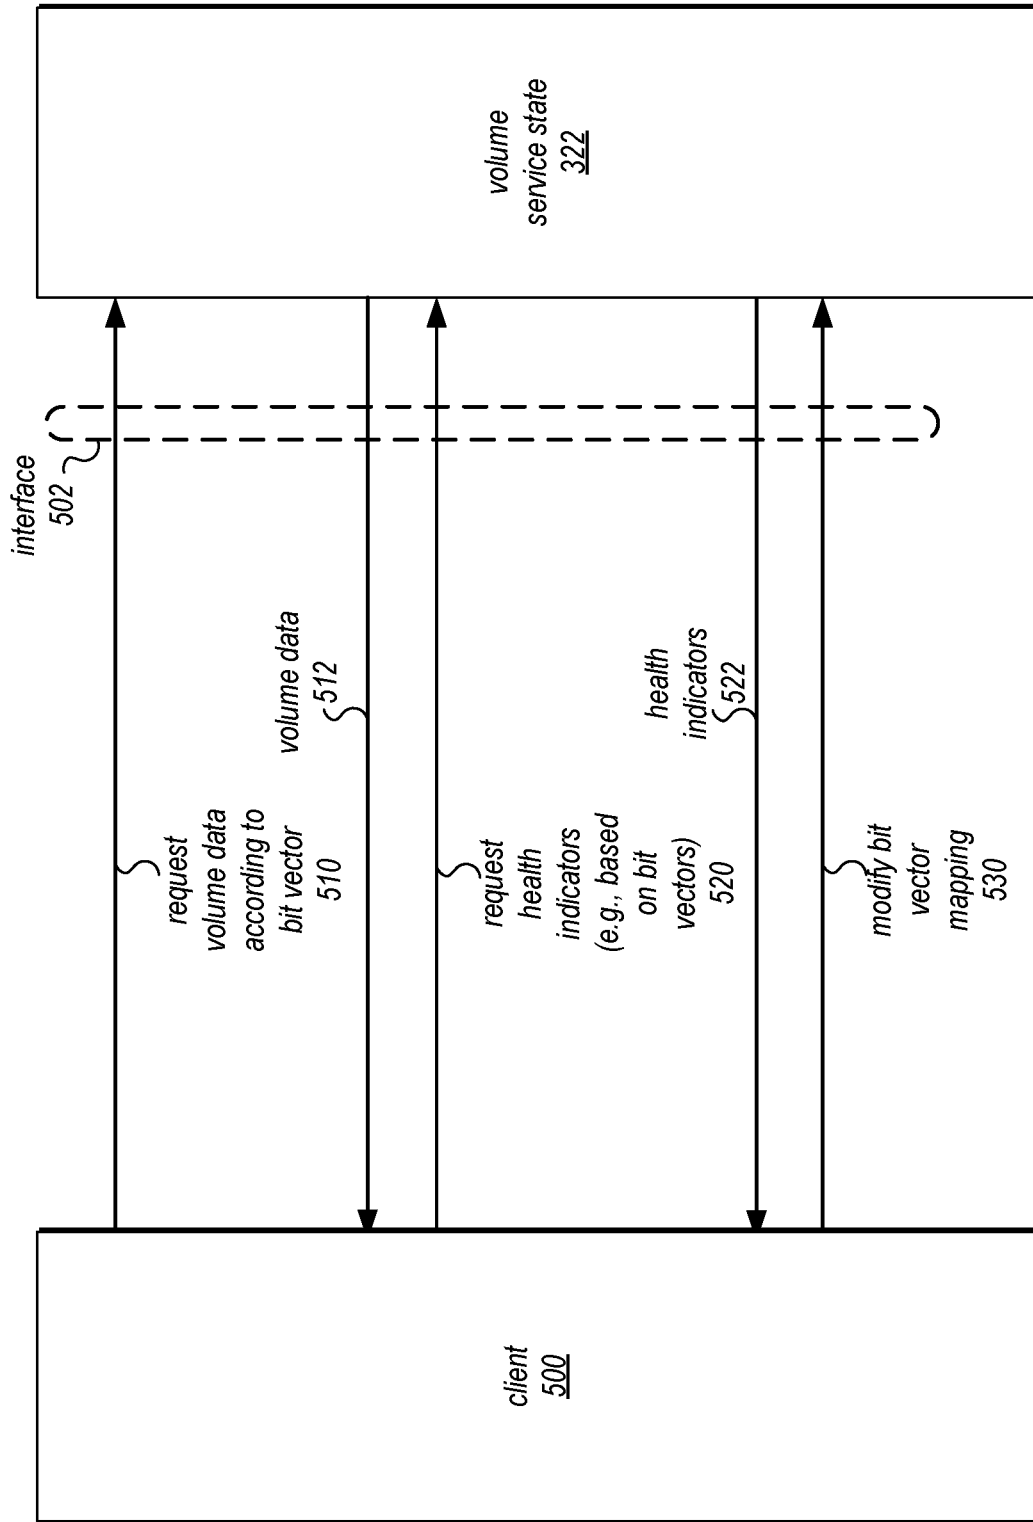 client
500
interface
502
request
volume data
according to
bit vector
510
volume data
512
request
health
indicators
(e.g., based
on bit
vectors)
520
health
indicators
522
modify bit
vector
mapping
530
volume
service state
322